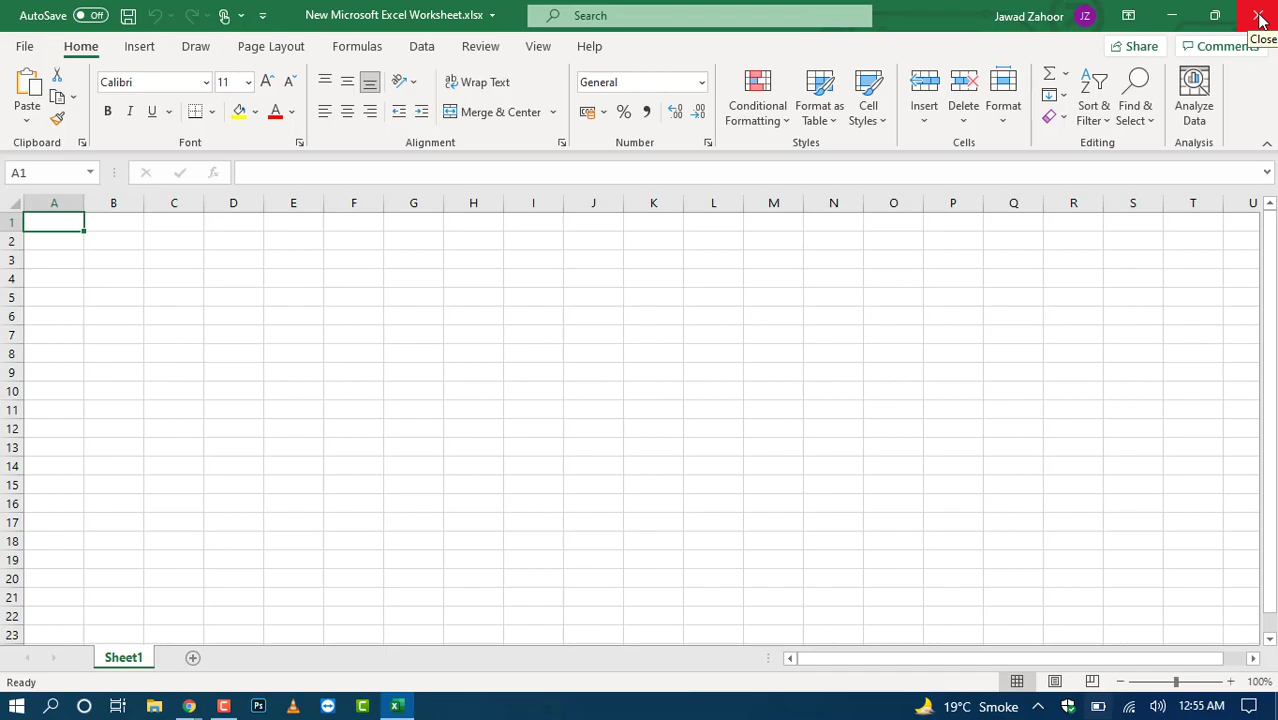 AutoSave Off New Microsoft Excel Worksheet.xlsx Search Jawad Zahoor JZ
Close
File Home Insert Draw Page Layout Formulas Data Review View Help Share Comments
Paste Calibri 11 Wrap Text General Conditional Formatting Format as Table Cell Styles Insert Delete Format Sort & Filter Find & Select Analyze Data
B I U Merge & Center
Clipboard Font Alignment Number Styles Cells Editing Analysis
A1 fx
A B C D E F G H I J K L M N O P Q R S T U
1
2
3
4
5
6
7
8
9
10
11
12
13
14
15
16
17
18
19
20
21
22
23
Sheet1
Ready 100%
Ps 19°C Smoke 12:55 AM